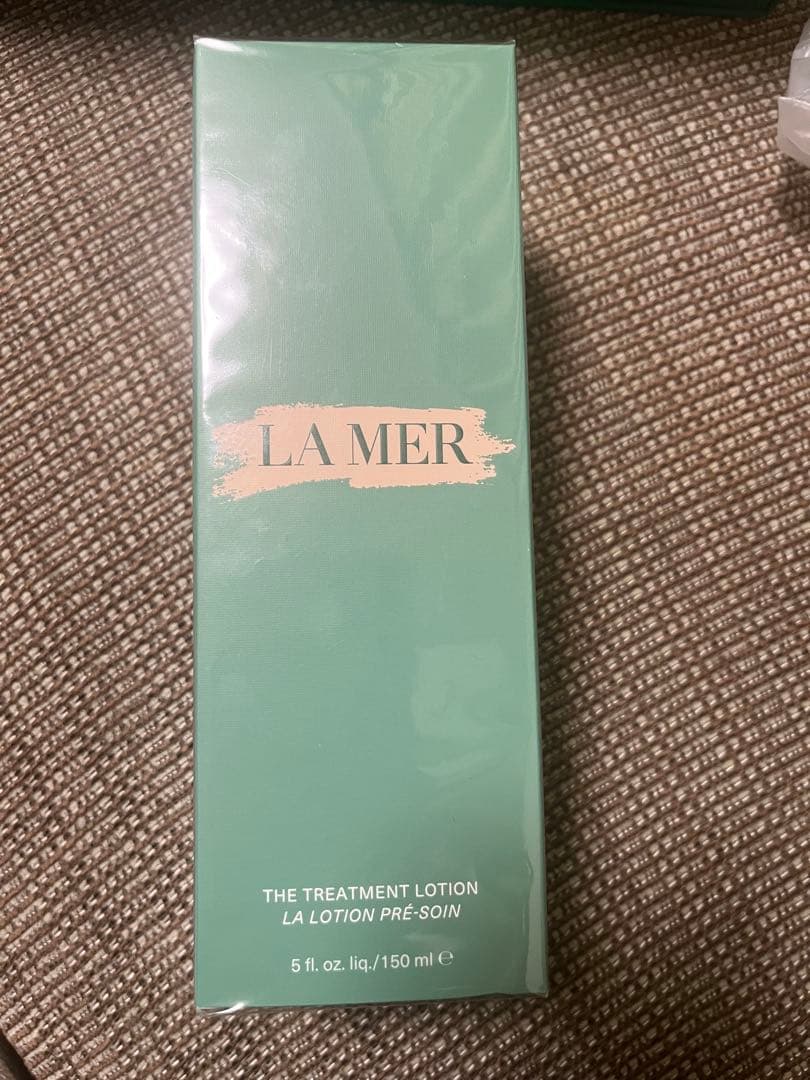 LA MER
THE TREATMENT LOTION
LA LOTION PRÉ-SOIN
5 fl. oz. liq./150 ml ℮